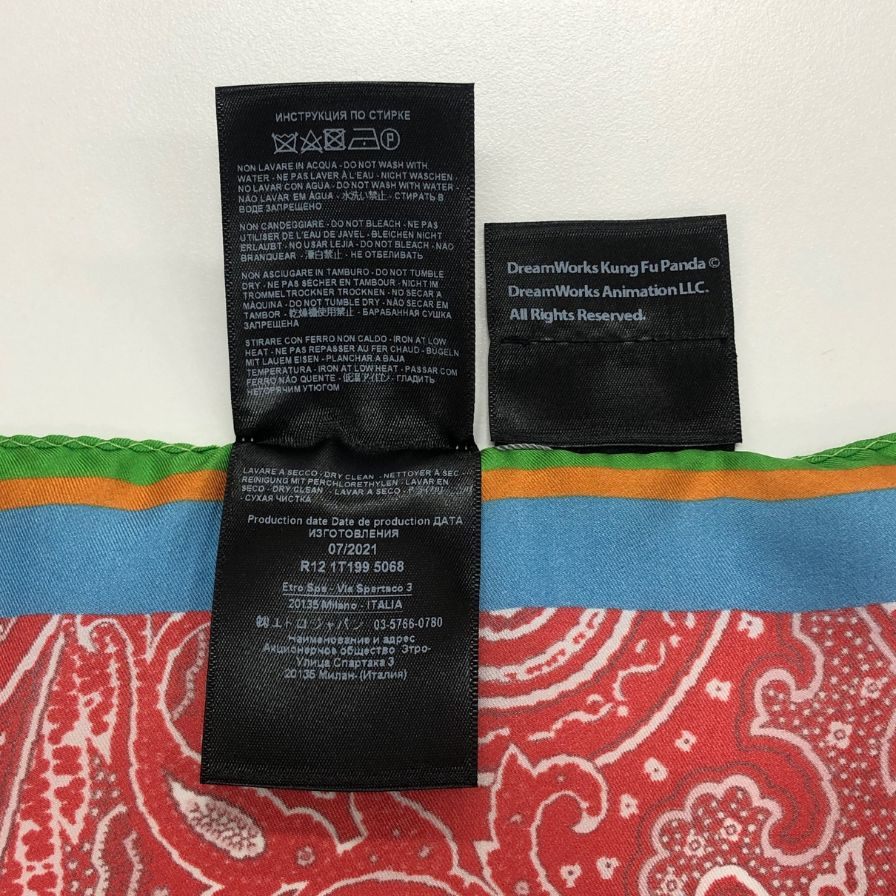 ИНСТРУКЦИЯ ПО СТИРКЕ
P
NON LAVARE IN ACQUA - DO NOT WASH WITH
WATER - NE PAS LAVER À L'EAU - NICHT WASCHEN
NO LAVAR CON AGUA - DO NOT WASH WITH WATER -
NÃO LAVAR EM ÁGUA - 水洗い禁止 - СТИРАТЬ В
ВОДЕ ЗАПРЕЩЕНО
NON CANDEGGIARE - DO NOT BLEACH - NE PAS
UTILISER DE L'EAU DE JAVEL - BLEICHEN NICHT
ERLAUBT - NO USAR LEJIA - DO NOT BLEACH - NÃO
BRANQUEAR - 漂白禁止 - НЕ ОТБЕЛИВАТЬ
NON ASCIUGARE IN TAMBURO - DO NOT TUMBLE
DRY - NE PAS SÉCHER EN TAMBOUR - NICHT IM
TROMMELTROCKNER TROCKNEN - NO SECAR A
MÁQUINA - DO NOT TUMBLE DRY - NÃO SECAR EM
TAMBOR - 乾燥機使用禁止 - БАРАБАННАЯ СУШКА
ЗАПРЕЩЕНА
STIRARE CON FERRO NON CALDO - IRON AT LOW
HEAT - NE PAS REPASSER AU FER CHAUD - BÜGELN
MIT LAUEM EISEN - PLANCHAR A BAJA
TEMPERATURA - IRON AT LOW HEAT - PASSAR COM
FERRO NÃO QUENTE - 低温アイロン - ГЛАДИТЬ
НЕГОРЯЧИМ УТЮГОМ
LAVARE A SECCO - DRY CLEAN - NETTOYER À SEC -
REINIGUNG MIT PERCHLORETHYLEN - LAVAR EN
SECO - DRY CLEAN - LAVAR A SECO -
- СУХАЯ ЧИСТКА
Production date Date de production ДАТА
ИЗГОТОВЛЕНИЯ
07/2021
R12 1T199 5068
Etro Spa - Via Spartaco 3
20135 Milano - ITALIA
㈱エトロ ジャパン 03-5766-0780
Наименование и адрес
Акционерное общество Этро-
Улица Спартака 3
20135 Милан- (Италия)
DreamWorks Kung Fu Panda ©
DreamWorks Animation LLC.
All Rights Reserved.